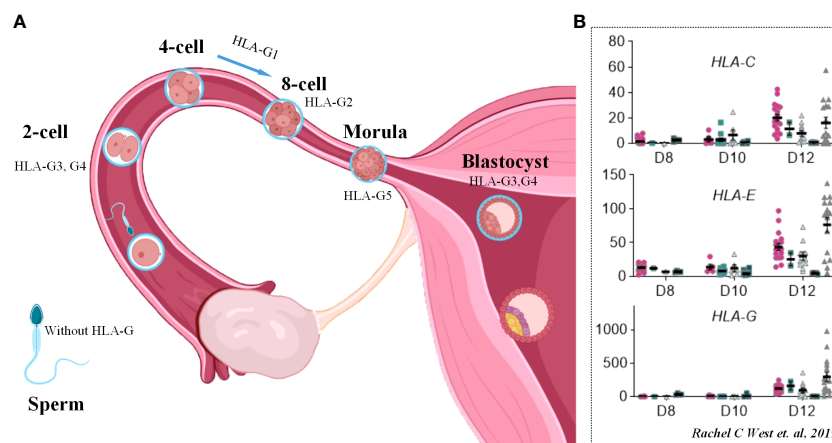 A
4-cell
HLA-G1
8-cell
HLA-G2
2-cell
HLA-G3, G4
Morula
HLA-G5
Blastocyst
HLA-G3,G4
Without HLA-G
Sperm
B
HLA-C
80
60
40
20
0
D8 D10 D12
HLA-E
150
100
50
0
D8 D10 D12
HLA-G
1000
500
0
D8 D10 D12
Rachel C West et. al, 201